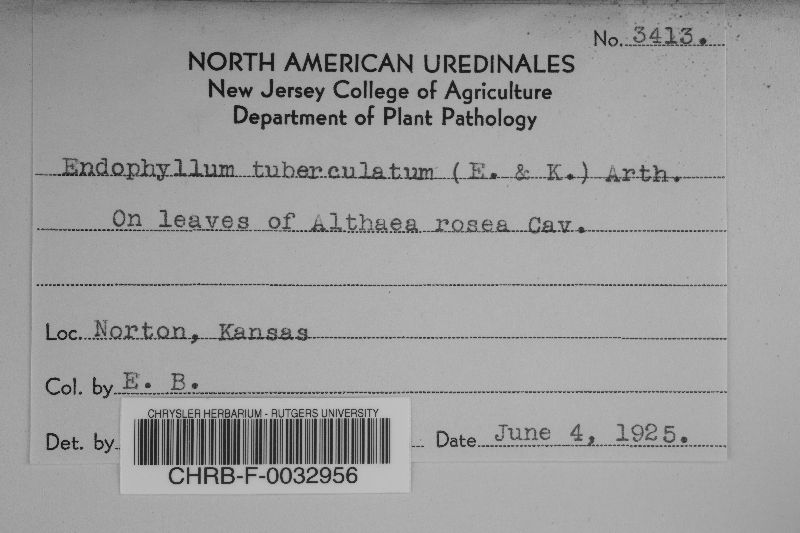 No. 3413.
NORTH AMERICAN UREDINALES
New Jersey College of Agriculture
Department of Plant Pathology
Endophyllum tuberculatum (E. & K.) Arth.
On leaves of Althaea rosea Cav.
Loc. Norton, Kansas
Col. by E. B.
CHRYSLER HERBARIUM - RUTGERS UNIVERSITY
Det. by Date June 4, 1925.
CHRB-F-0032956